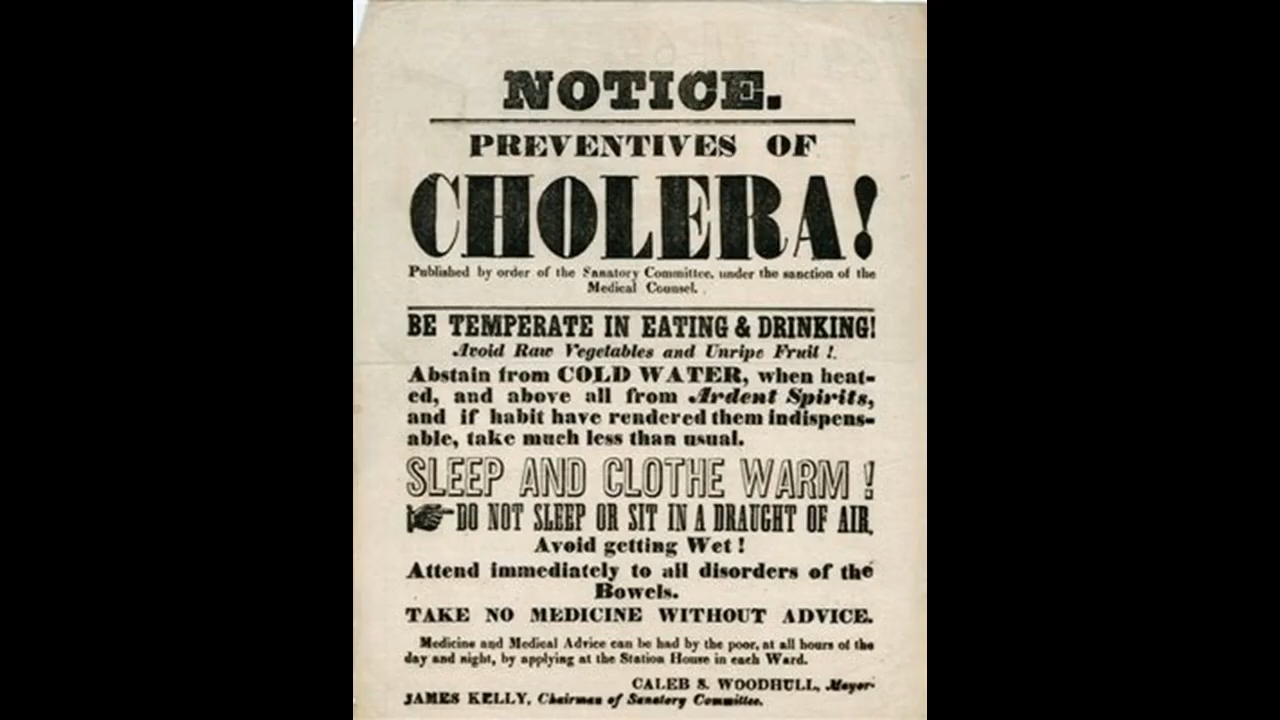 NOTICE.
PREVENTIVES OF
CHOLERA!
Published by order of the Sanatory Committee, under the sanction of the
Medical Counsel.
BE TEMPERATE IN EATING & DRINKING!
Avoid Raw Vegetables and Unripe Fruit !.
Abstain from COLD WATER, when heat-
ed, and above all from Ardent Spirits,
and if habit have rendered them indispens-
able, take much less than usual.
SLEEP AND CLOTHE WARM !
☞ DO NOT SLEEP OR SIT IN A DRAUGHT OF AIR,
Avoid getting Wet !
Attend immediately to all disorders of the
Bowels.
TAKE NO MEDICINE WITHOUT ADVICE.
Medicine and Medical Advice can be had by the poor, at all hours of the
day and night, by applying at the Station House in each Ward.
CALEB S. WOODHULL, Mayor
JAMES KELLY, Chairman of Sanatory Committee.